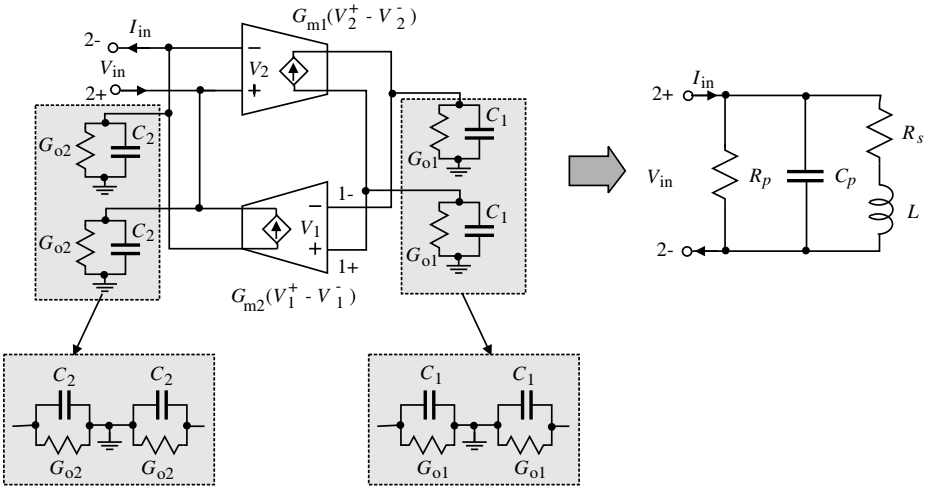 G_m1(V_2^+ - V_2^-)
2- I_in
V_in
2+
− V_2 +
C_2 G_o2
C_2 G_o2
C_1 G_o1
C_1 G_o1
1- − V_1 + 1+
G_m2(V_1^+ - V_1^-)
C_2 C_2
G_o2 G_o2
C_1 C_1
G_o1 G_o1
I_in
2+
V_in R_p C_p R_s L
2-